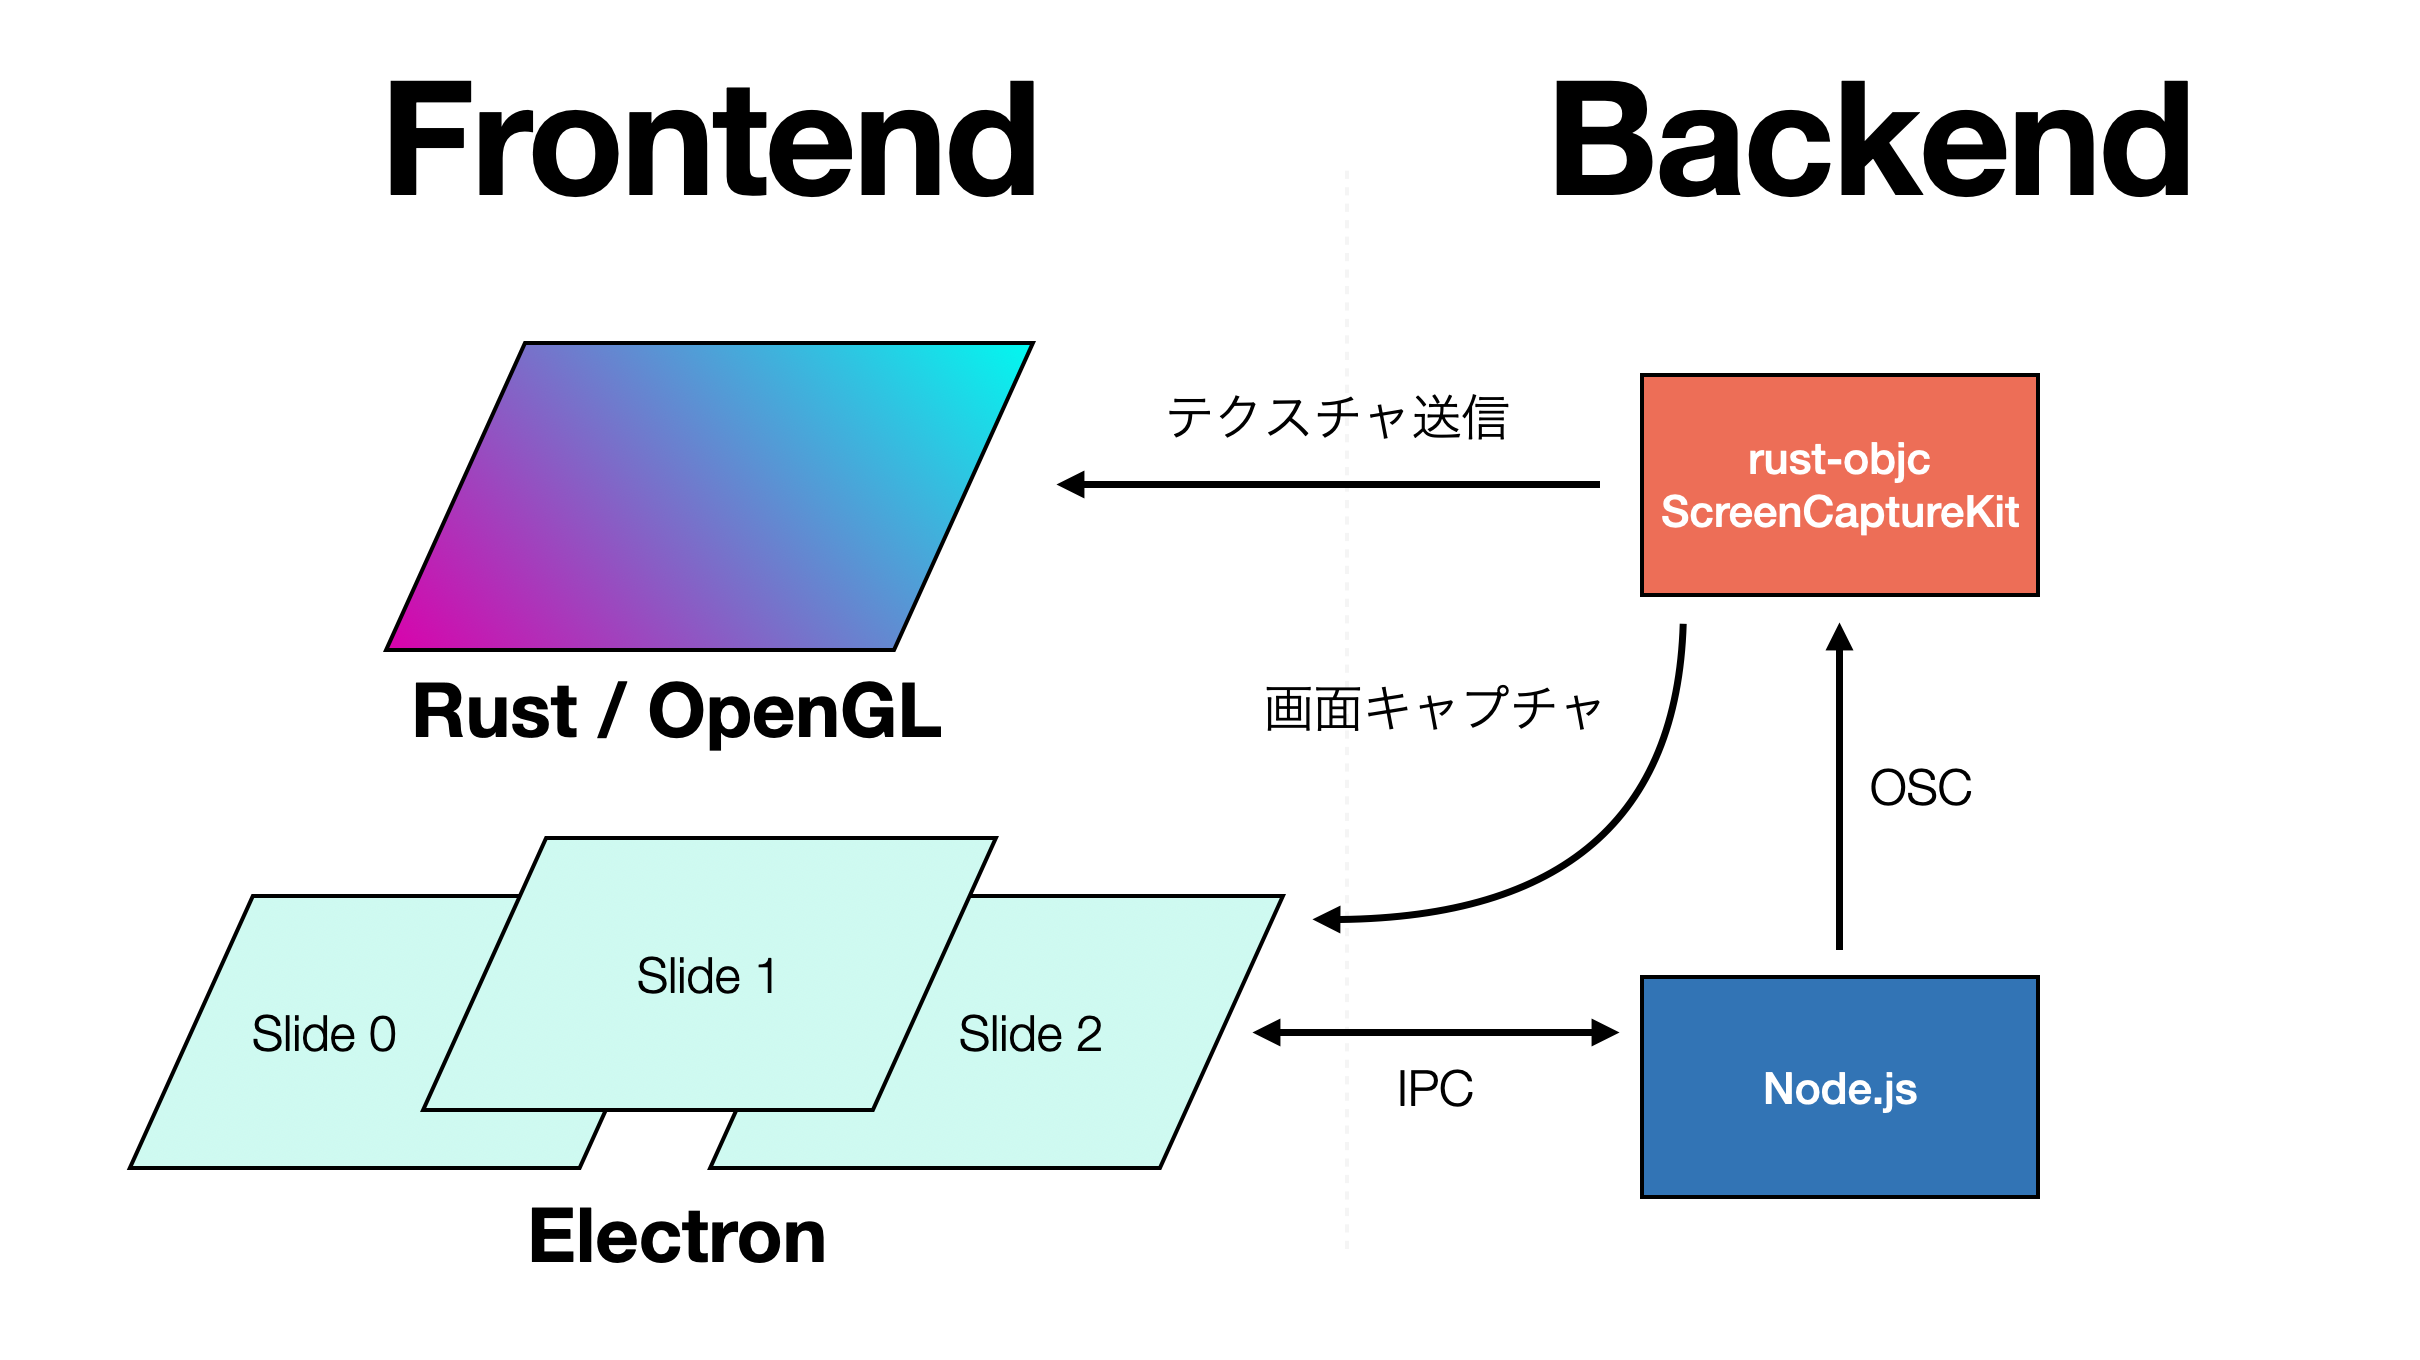 Frontend
Backend
テクスチャ送信
rust-objc
ScreenCaptureKit
Rust / OpenGL
画面キャプチャ
OSC
Slide 0
Slide 1
Slide 2
IPC
Node.js
Electron